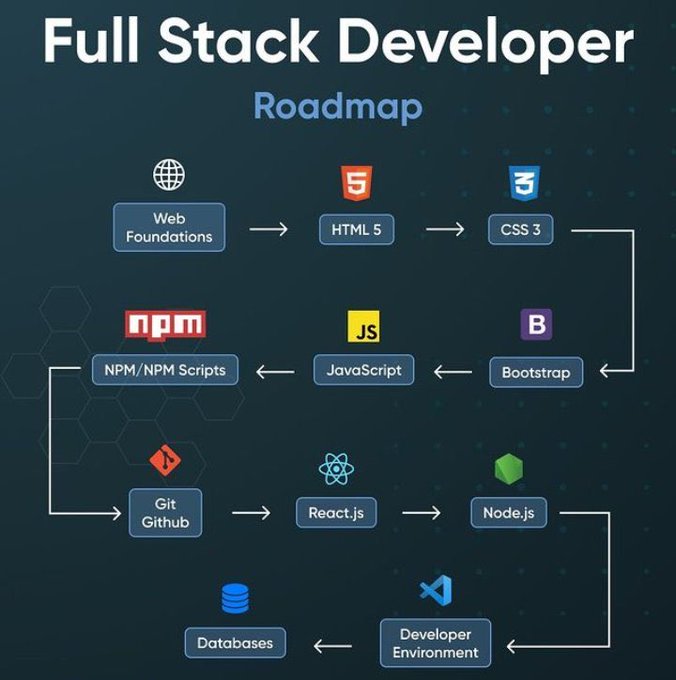 Full Stack Developer
Roadmap
Web
Foundations
5
HTML 5
3
CSS 3
npm
JS
B
NPM/NPM Scripts
JavaScript
Bootstrap
Git
Github
React.js
Node.js
Databases
Developer
Environment